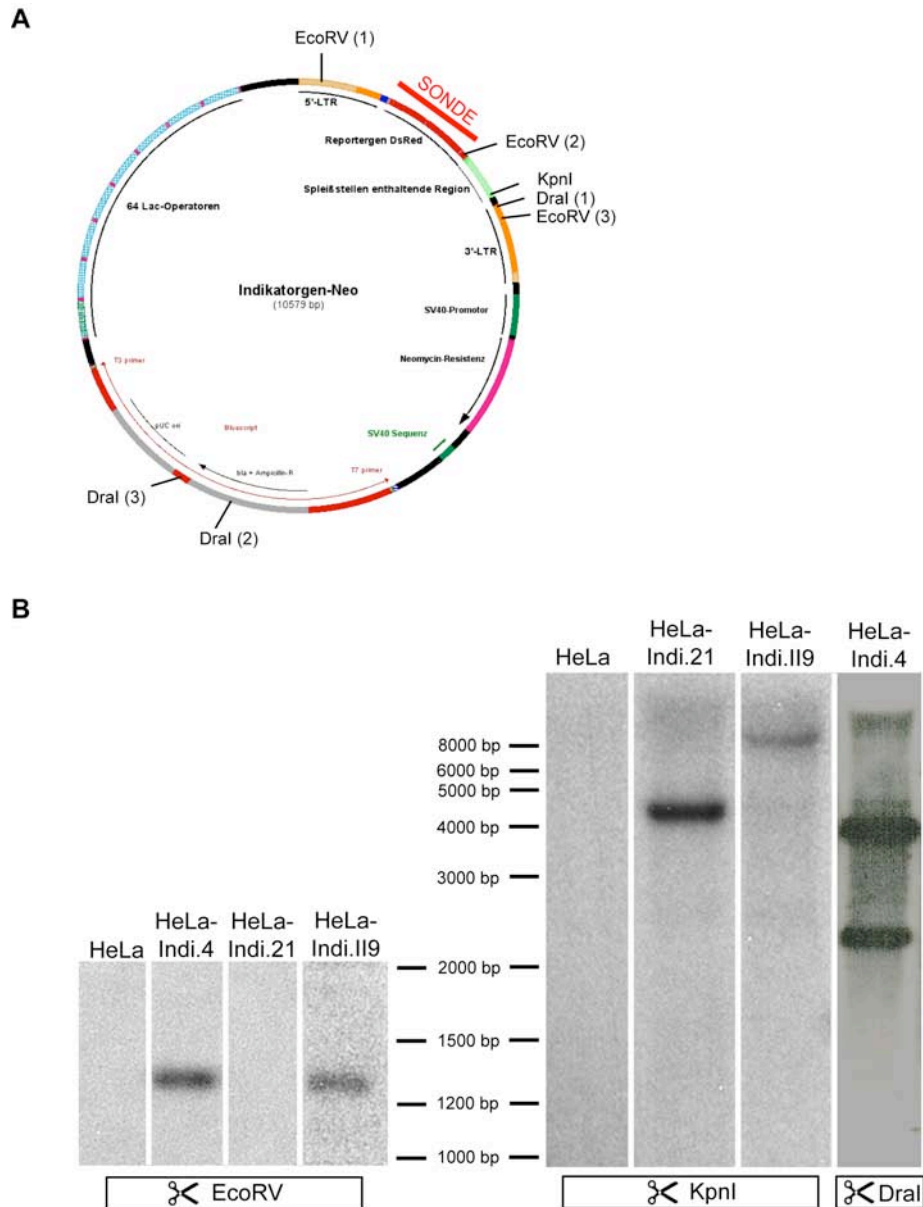 A
EcoRV (1)
SONDE
5'-LTR
Reportergen DsRed
EcoRV (2)
Spleißstellen enthaltende Region
KpnI
DraI (1)
EcoRV (3)
64 Lac-Operatoren
3'-LTR
Indikatorgen-Neo
(10579 bp)
SV40-Promotor
Neomycin-Resistenz
T3 primer
pUC ori
Bluescript
SV40 Sequenz
bla + Ampicillin-R
T7 primer
DraI (3)
DraI (2)
B
HeLa
HeLa-
Indi.21
HeLa-
Indi.II9
HeLa-
Indi.4
8000 bp
6000 bp
5000 bp
4000 bp
3000 bp
HeLa
HeLa-
Indi.4
HeLa-
Indi.21
HeLa-
Indi.II9
2000 bp
1500 bp
1200 bp
1000 bp
EcoRV
KpnI
DraI